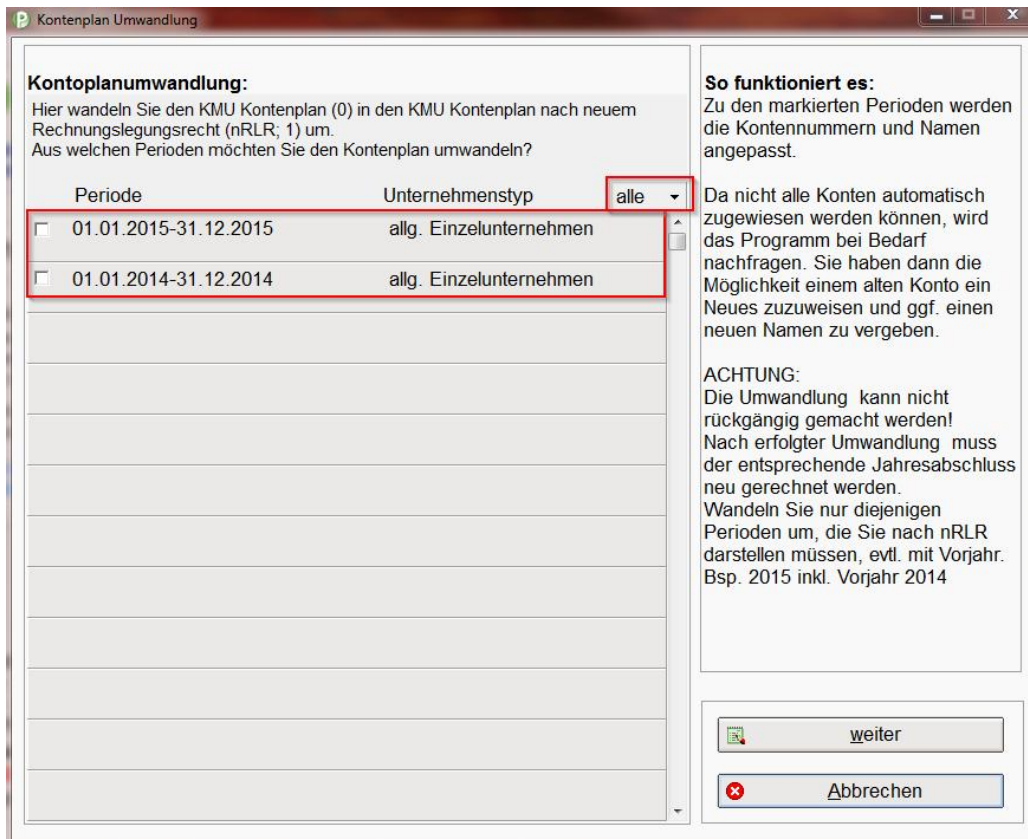 Kontenplan Umwandlung
Kontoplanumwandlung:
Hier wandeln Sie den KMU Kontenplan (0) in den KMU Kontenplan nach neuem
Rechnungslegungsrecht (nRLR; 1) um.
Aus welchen Perioden möchten Sie den Kontenplan umwandeln?
Periode Unternehmenstyp alle
01.01.2015-31.12.2015 allg. Einzelunternehmen
01.01.2014-31.12.2014 allg. Einzelunternehmen
So funktioniert es:
Zu den markierten Perioden werden
die Kontennummern und Namen
angepasst.
Da nicht alle Konten automatisch
zugewiesen werden können, wird
das Programm bei Bedarf
nachfragen. Sie haben dann die
Möglichkeit einem alten Konto ein
Neues zuzuweisen und ggf. einen
neuen Namen zu vergeben.
ACHTUNG:
Die Umwandlung kann nicht
rückgängig gemacht werden!
Nach erfolgter Umwandlung muss
der entsprechende Jahresabschluss
neu gerechnet werden.
Wandeln Sie nur diejenigen
Perioden um, die Sie nach nRLR
darstellen müssen, evtl. mit Vorjahr.
Bsp. 2015 inkl. Vorjahr 2014
weiter
Abbrechen